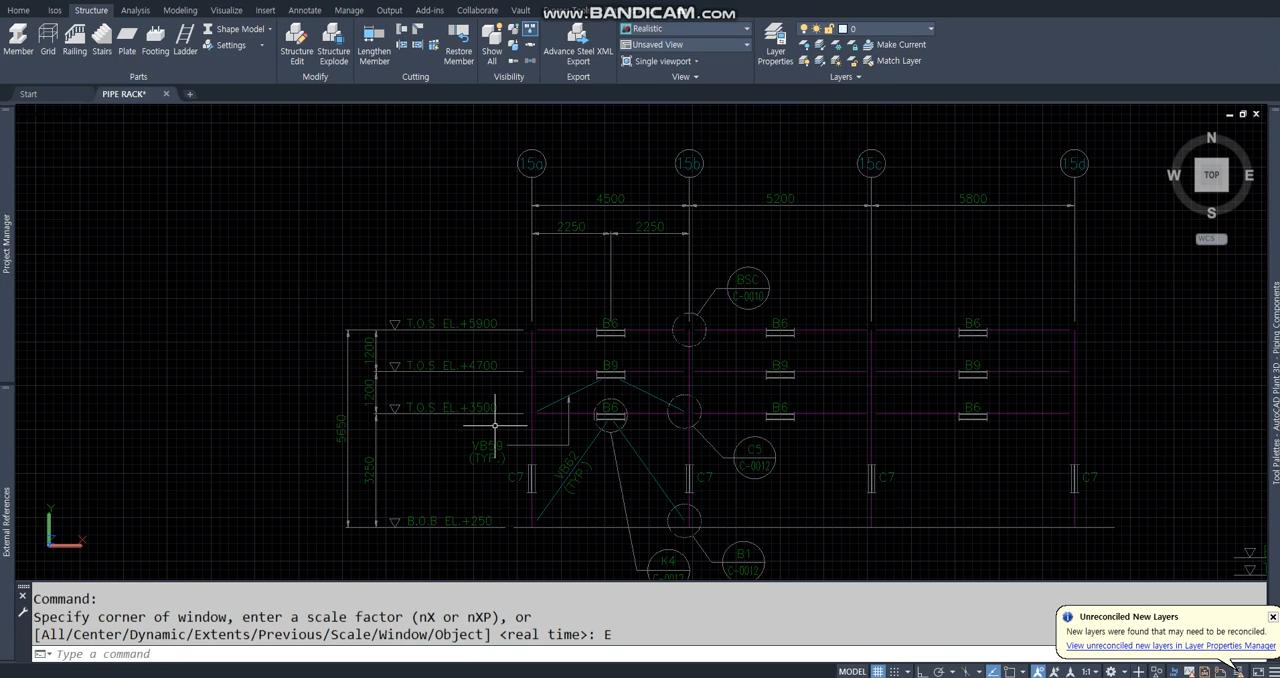 www.BANDICAM.com
Home Isos Structure Analysis Modeling Visualize Insert Annotate Manage Output Add-ins Collaborate Vault
Member Grid Railing Stairs Plate Footing Ladder
Shape Model
Settings
Parts
Structure Edit
Structure Explode
Modify
Lengthen Member
Restore Member
Cutting
Show All
Visibility
Advance Steel XML Export
Export
Realistic
Unsaved View
Single viewport
View
Layer Properties
0
Make Current
Match Layer
Layers
Start PIPE RACK*
Project Manager
External References
Tool Palettes - AutoCAD Plant 3D - Piping Components
N
W TOP E
S
WCS
15a 15b 15c 15d
4500 5200 5800
2250 2250
BSC
C-0010
T.O.S EL.+5900 B6 B6 B6
1200
T.O.S EL.+4700 B9 B9 B9
1200
T.O.S EL.+3500 B6 B6 B6
5650
VB59
(TYP.)
VB62
(TYP.)
C5
C-0012
3250
C7 C7 C7 C7
B.O.B EL.+250
B1
C-0012
K4
C-0012
Y
X
Command:
Specify corner of window, enter a scale factor (nX or nXP), or
[All/Center/Dynamic/Extents/Previous/Scale/Window/Object] <real time>: E
Type a command
Unreconciled New Layers
New layers were found that may need to be reconciled.
View unreconciled new layers in Layer Properties Manager
MODEL 1:1